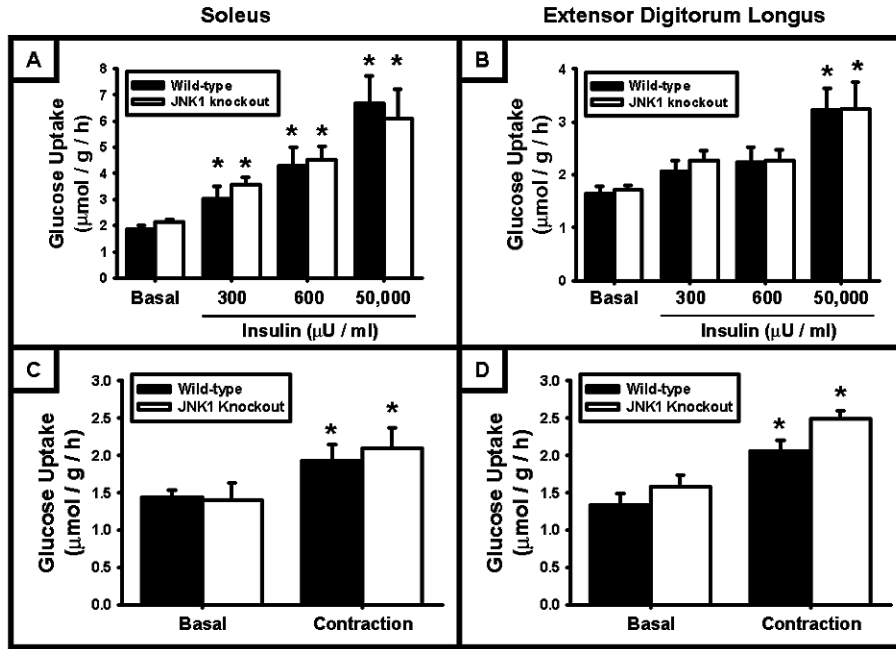 Soleus
Extensor Digitorum Longus
A
Glucose Uptake
(μmol / g / h)
8
7
6
5
4
3
2
1
0
Wild-type
JNK1 knockout
* * * * * *
Basal 300 600 50,000
Insulin (μU / ml)
B
Glucose Uptake
(μmol / g / h)
4
3
2
1
0
Wild-type
JNK1 knockout
* *
Basal 300 600 50,000
Insulin (μU / ml)
C
Glucose Uptake
(μmol / g / h)
3.0
2.5
2.0
1.5
1.0
0.5
0.0
Wild-type
JNK1 Knockout
* *
Basal Contraction
D
Glucose Uptake
(μmol / g / h)
3.0
2.5
2.0
1.5
1.0
0.5
0.0
Wild-type
JNK1 Knockout
* *
Basal Contraction